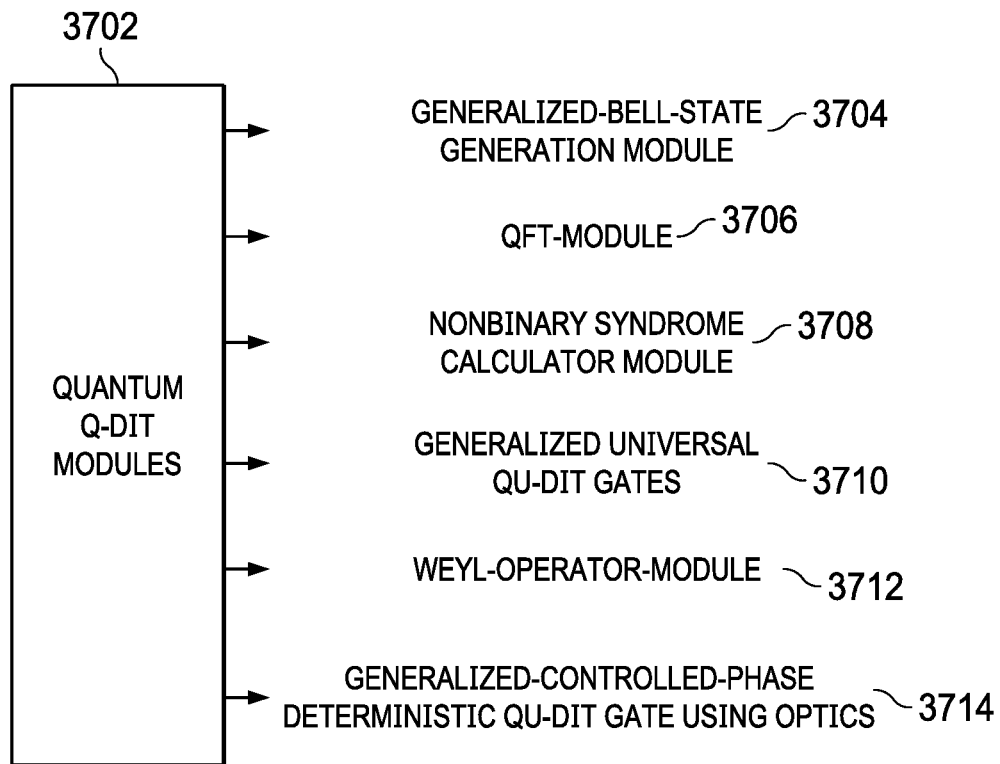 3702
QUANTUM
Q-DIT
MODULES
GENERALIZED-BELL-STATE
GENERATION MODULE
3704
QFT-MODULE
3706
NONBINARY SYNDROME
CALCULATOR MODULE
3708
GENERALIZED UNIVERSAL
QU-DIT GATES
3710
WEYL-OPERATOR-MODULE
3712
GENERALIZED-CONTROLLED-PHASE
DETERMINISTIC QU-DIT GATE USING OPTICS
3714